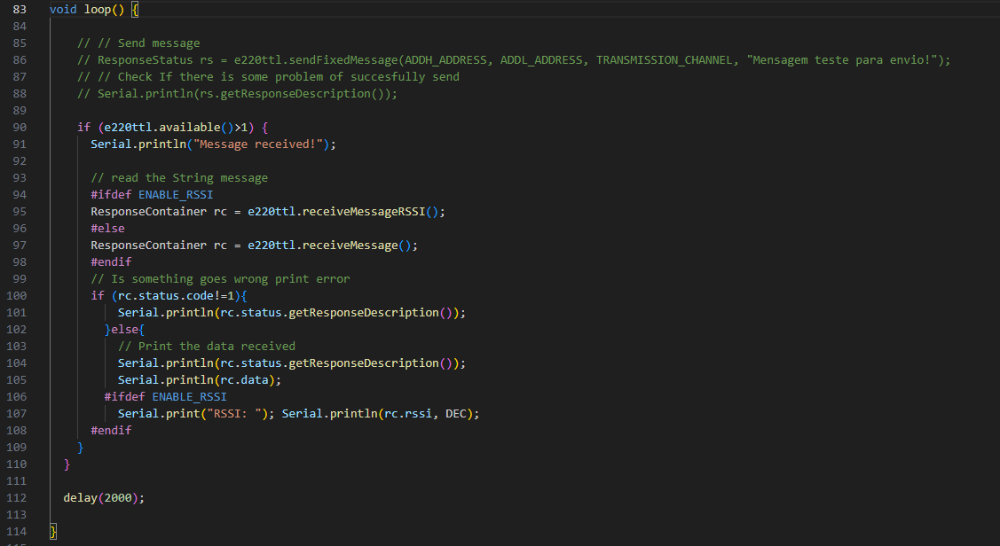 83 void loop() {
84
85 // // Send message
86 // ResponseStatus rs = e220ttl.sendFixedMessage(ADDH_ADDRESS, ADDL_ADDRESS, TRANSMISSION_CHANNEL, "Mensagem teste para envio!");
87 // // Check If there is some problem of succesfully send
88 // Serial.println(rs.getResponseDescription());
89
90 if (e220ttl.available()>1) {
91 Serial.println("Message received!");
92
93 // read the String message
94 #ifdef ENABLE_RSSI
95 ResponseContainer rc = e220ttl.receiveMessageRSSI();
96 #else
97 ResponseContainer rc = e220ttl.receiveMessage();
98 #endif
99 // Is something goes wrong print error
100 if (rc.status.code!=1){
101 Serial.println(rc.status.getResponseDescription());
102 }else{
103 // Print the data received
104 Serial.println(rc.status.getResponseDescription());
105 Serial.println(rc.data);
106 #ifdef ENABLE_RSSI
107 Serial.print("RSSI: "); Serial.println(rc.rssi, DEC);
108 #endif
109 }
110 }
111
112 delay(2000);
113
114 }